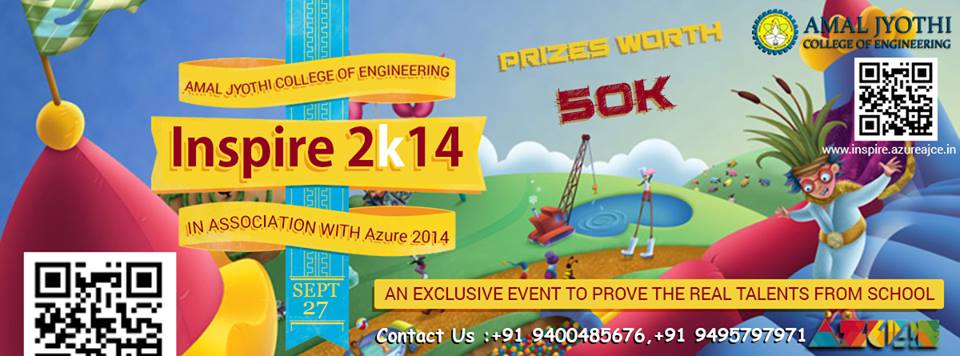 AMAL JYOTHI COLLEGE OF ENGINEERING
Inspire 2k14
IN ASSOCIATION WITH Azure 2014
SEPT
27
PRIZES WORTH
50K
AMAL JYOTHI
COLLEGE OF ENGINEERING
www.inspire.azureajce.in
AN EXCLUSIVE EVENT TO PROVE THE REAL TALENTS FROM SCHOOL
Contact Us :+91 9400485676,+91 9495797971
AZURE